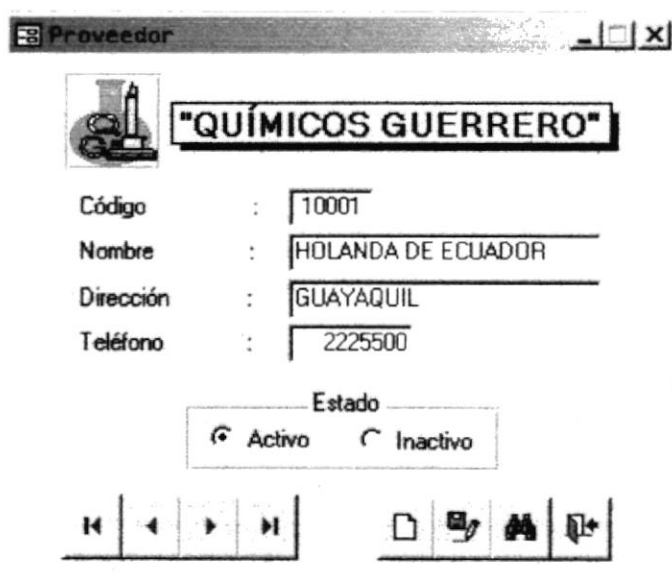 Proveedor
"QUÍMICOS GUERRERO"
Código : 10001
Nombre : HOLANDA DE ECUADOR
Dirección : GUAYAQUIL
Teléfono : 2225500
Estado
Activo Inactivo